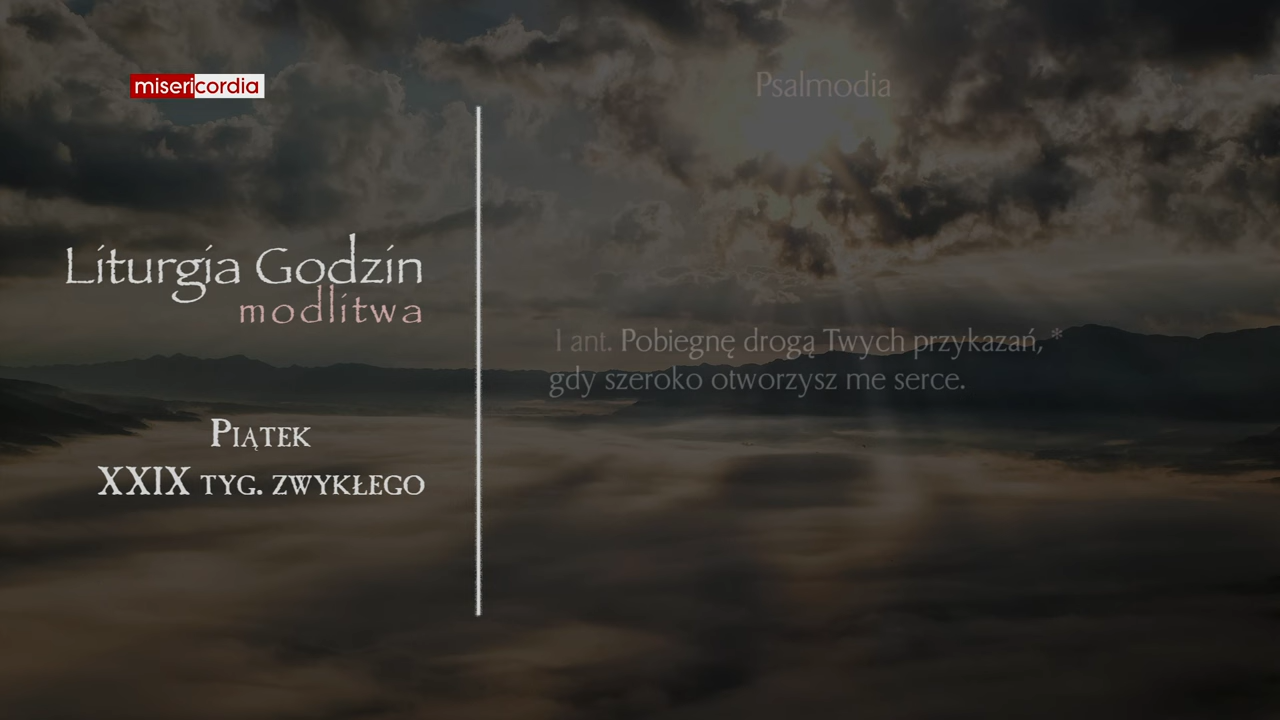 misericordia
Liturgia Godzin
modlitwa
Piątek
XXIX tyg. zwykłego
Psalmodia
I ant. Pobiegnę drogą Twych przykazań, *
gdy szeroko otworzysz me serce.